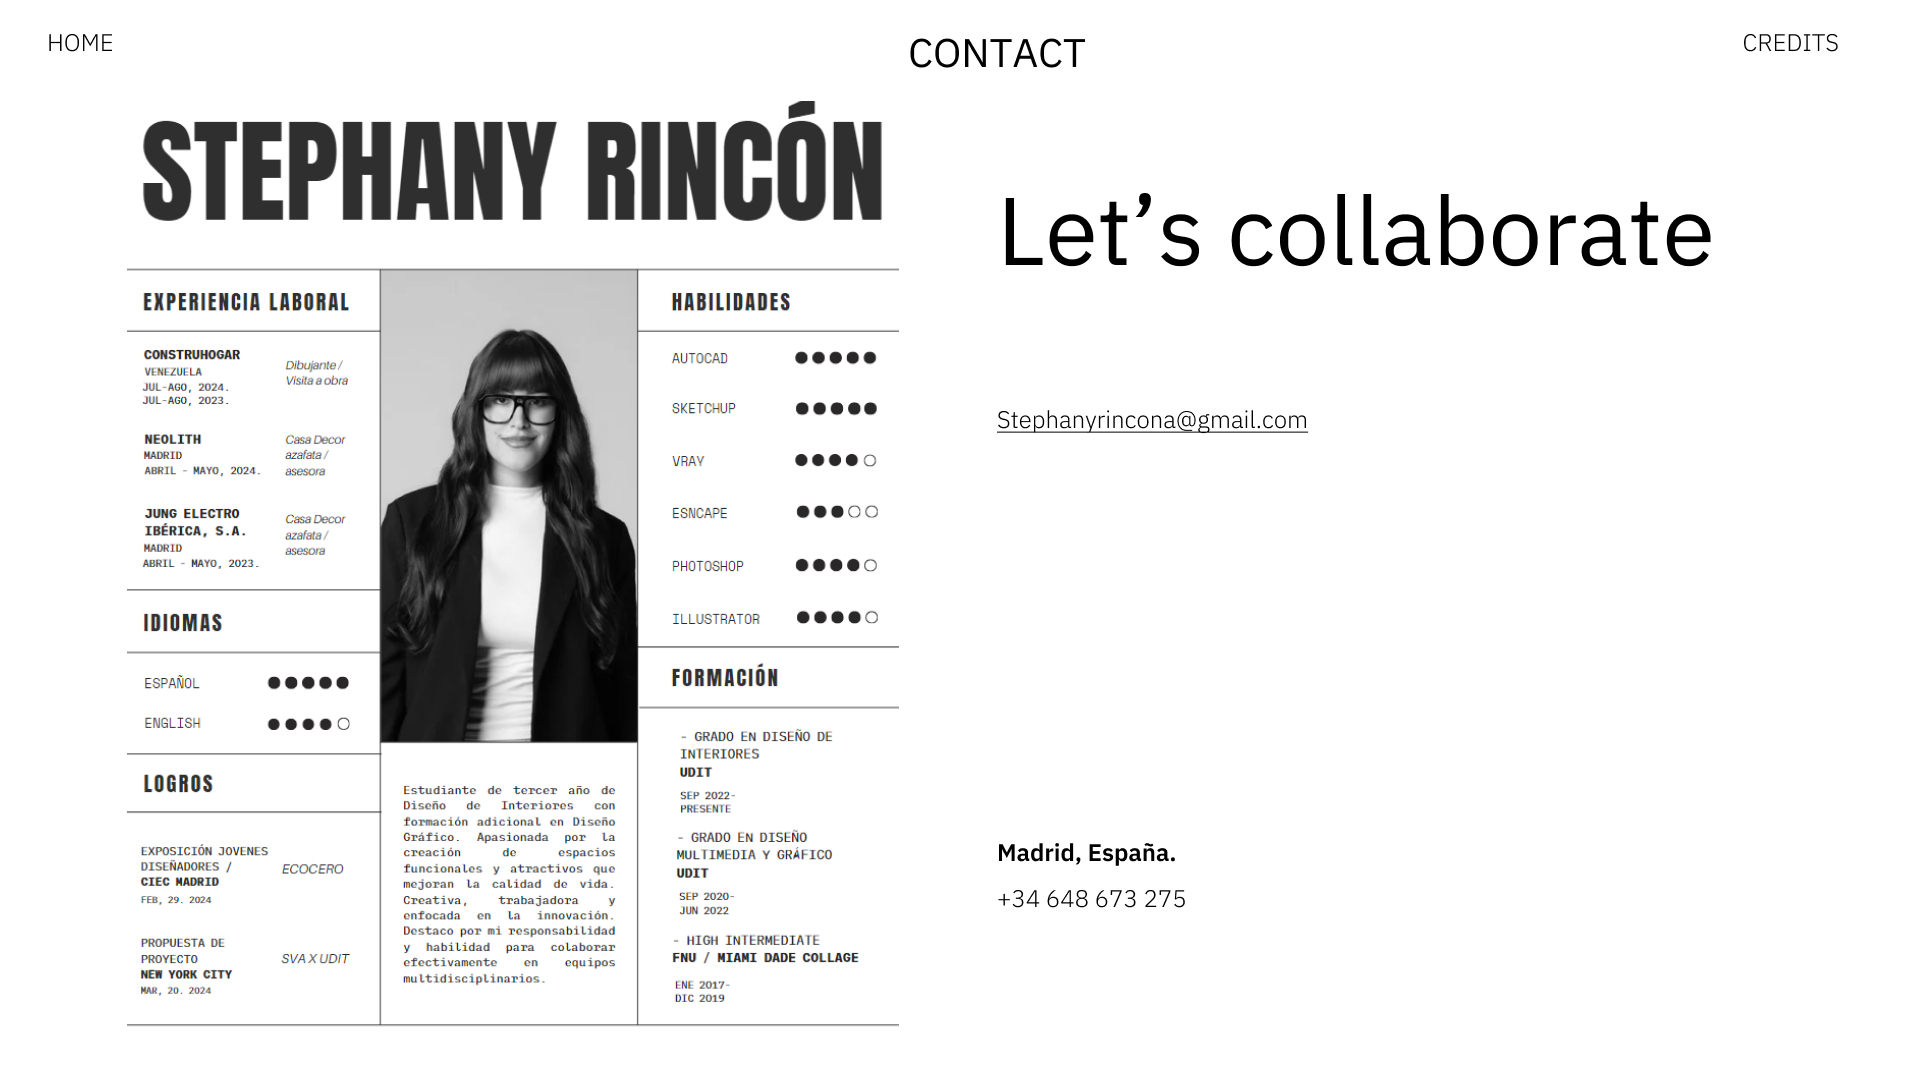 HOME
CONTACT
CREDITS
STEPHANY RINCÓN
EXPERIENCIA LABORAL
CONSTRUHOGAR
VENEZUELA
JUL-AGO, 2024.
JUL-AGO, 2023.
Dibujante /
Visita a obra
NEOLITH
MADRID
ABRIL - MAYO, 2024.
Casa Decor
azafata /
asesora
JUNG ELECTRO
IBÉRICA, S.A.
MADRID
ABRIL - MAYO, 2023.
Casa Decor
azafata /
asesora
IDIOMAS
ESPAÑOL
ENGLISH
LOGROS
EXPOSICIÓN JOVENES
DISEÑADORES /
CIEC MADRID
FEB, 29. 2024
ECOCERO
PROPUESTA DE
PROYECTO
NEW YORK CITY
MAR, 20. 2024
SVA X UDIT
Estudiante de tercer año de
Diseño de Interiores con
formación adicional en Diseño
Gráfico. Apasionada por la
creación de espacios
funcionales y atractivos que
mejoran la calidad de vida.
Creativa, trabajadora y
enfocada en la innovación.
Destaco por mi responsabilidad
y habilidad para colaborar
efectivamente en equipos
multidisciplinarios.
HABILIDADES
AUTOCAD
SKETCHUP
VRAY
ESNCAPE
PHOTOSHOP
ILLUSTRATOR
FORMACIÓN
- GRADO EN DISEÑO DE
INTERIORES
UDIT
SEP 2022-
PRESENTE
- GRADO EN DISEÑO
MULTIMEDIA Y GRÁFICO
UDIT
SEP 2020-
JUN 2022
- HIGH INTERMEDIATE
FNU / MIAMI DADE COLLAGE
ENE 2017-
DIC 2019
Let’s collaborate
Stephanyrincona@gmail.com
Madrid, España.
+34 648 673 275